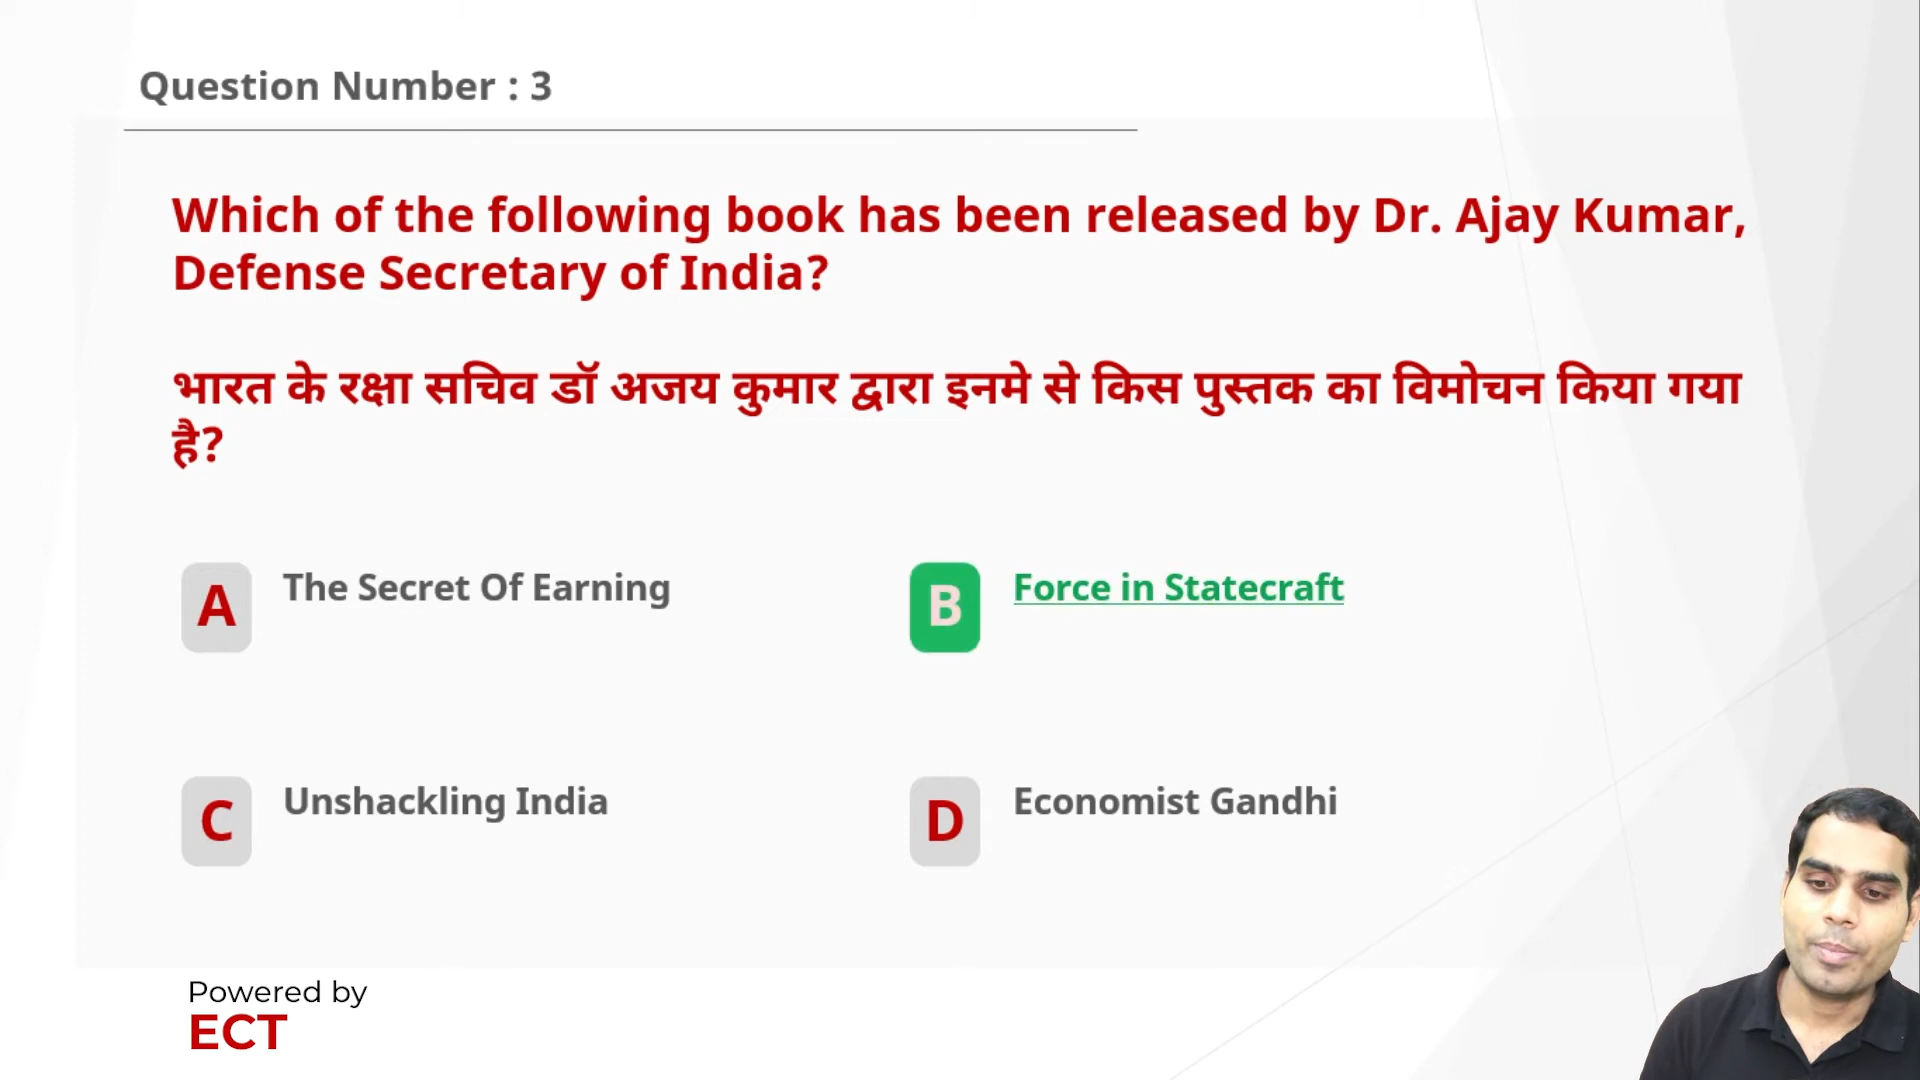 Question Number : 3
Which of the following book has been released by Dr. Ajay Kumar,
Defense Secretary of India?
भारत के रक्षा सचिव डॉ अजय कुमार द्वारा इनमे से किस पुस्तक का विमोचन किया गया
है?
A The Secret Of Earning
B Force in Statecraft
C Unshackling India
D Economist Gandhi
Powered by
ECT